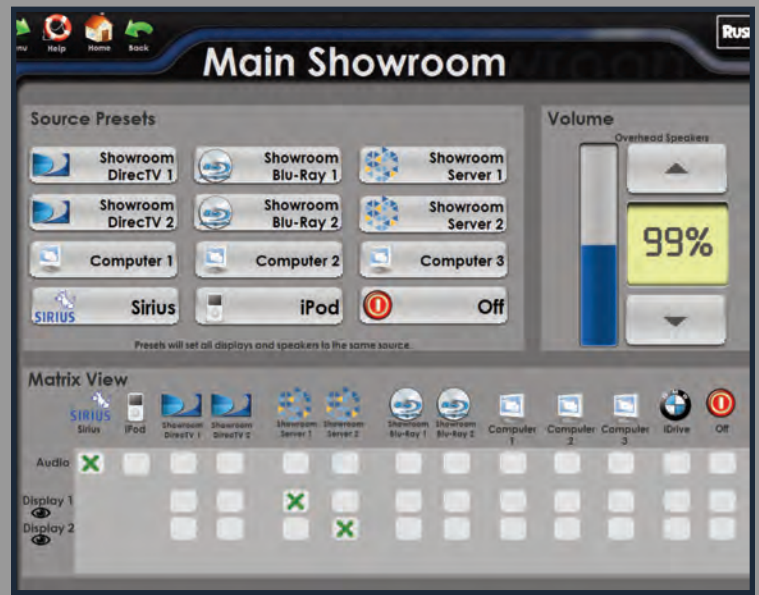 nu Help Home Back
Rus
Main Showroom
Source Presets
Showroom
DirecTV 1
Showroom
Blu-Ray 1
Showroom
Server 1
Showroom
DirecTV 2
Showroom
Blu-Ray 2
Showroom
Server 2
Computer 1
Computer 2
Computer 3
SIRIUS
Sirius
iPod
Off
Presets will set all displays and speakers to the same source.
Volume
Overhead Speakers
99%
Matrix View
SIRIUS
Sirius
iPod
Showroom
DirecTV 1
Showroom
DirecTV 2
Showroom
Server 1
Showroom
Server 2
Showroom
Blu-Ray 1
Showroom
Blu-Ray 2
Computer
1
Computer
2
Computer
3
iDrive
Off
Audio
Display 1
Display 2